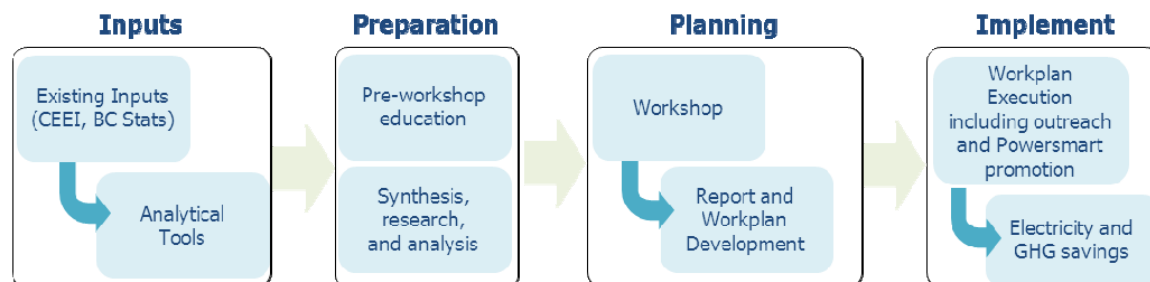 Inputs
Existing Inputs
(CEEI, BC Stats)
Analytical
Tools
Preparation
Pre-workshop
education
Synthesis,
research,
and analysis
Planning
Workshop
Report and
Workplan
Development
Implement
Workplan
Execution
including outreach
and Powersmart
promotion
Electricity and
GHG savings